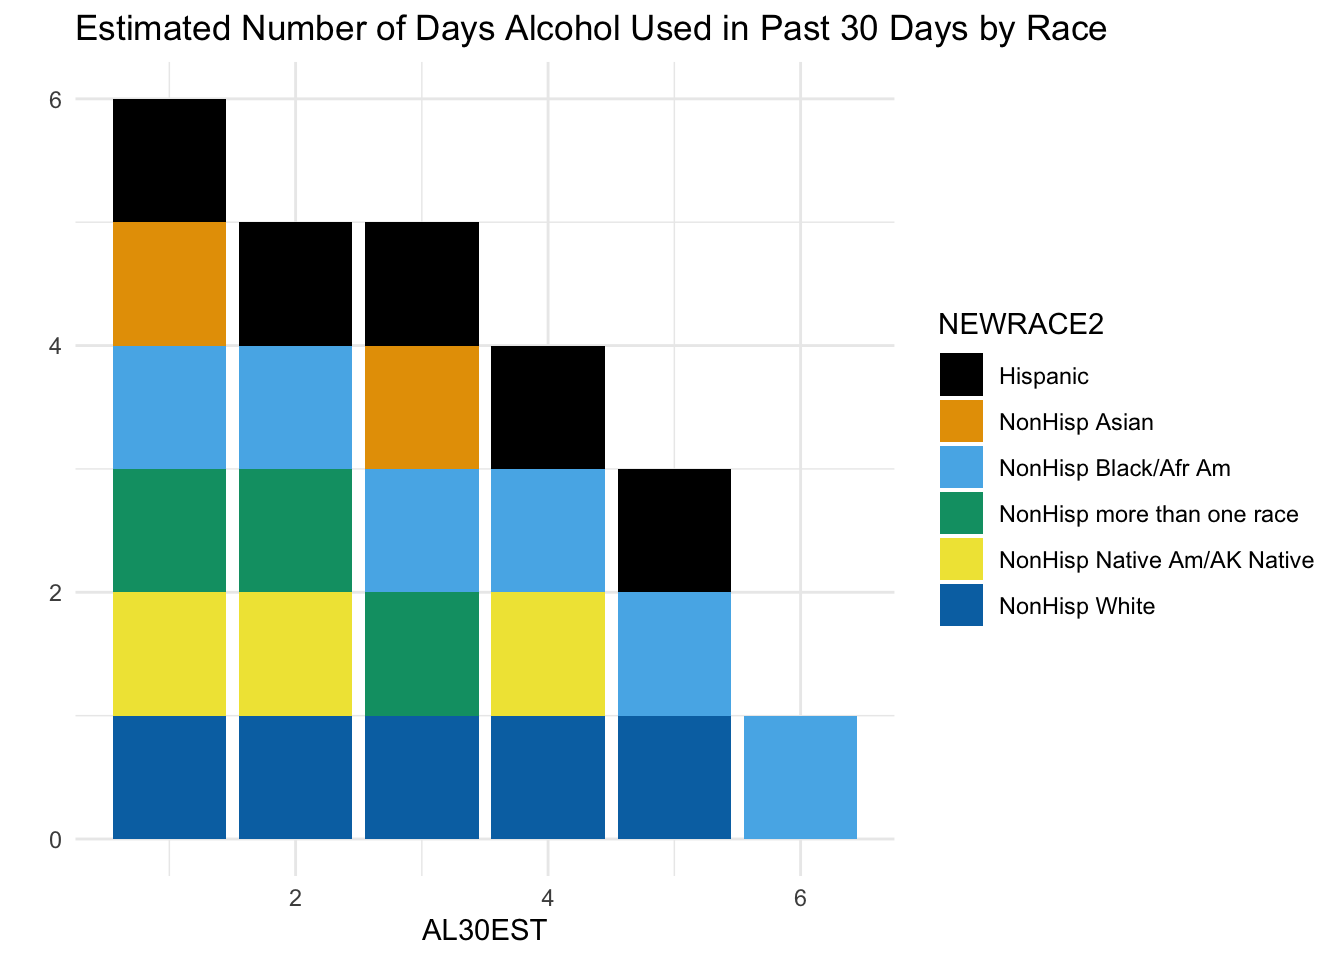 Estimated Number of Days Alcohol Used in Past 30 Days by Race
6
4
2
0
2 4 6
AL30EST
NEWRACE2
Hispanic
NonHisp Asian
NonHisp Black/Afr Am
NonHisp more than one race
NonHisp Native Am/AK Native
NonHisp White